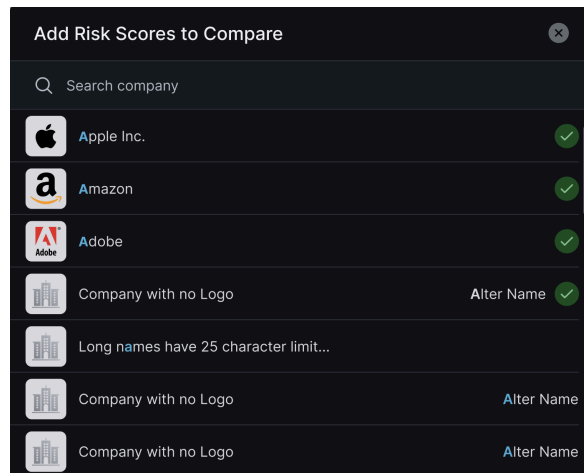 Add Risk Scores to Compare
Search company
Apple Inc.
a Amazon
Adobe Adobe
Company with no Logo Alter Name
Long names have 25 character limit...
Company with no Logo Alter Name
Company with no Logo Alter Name